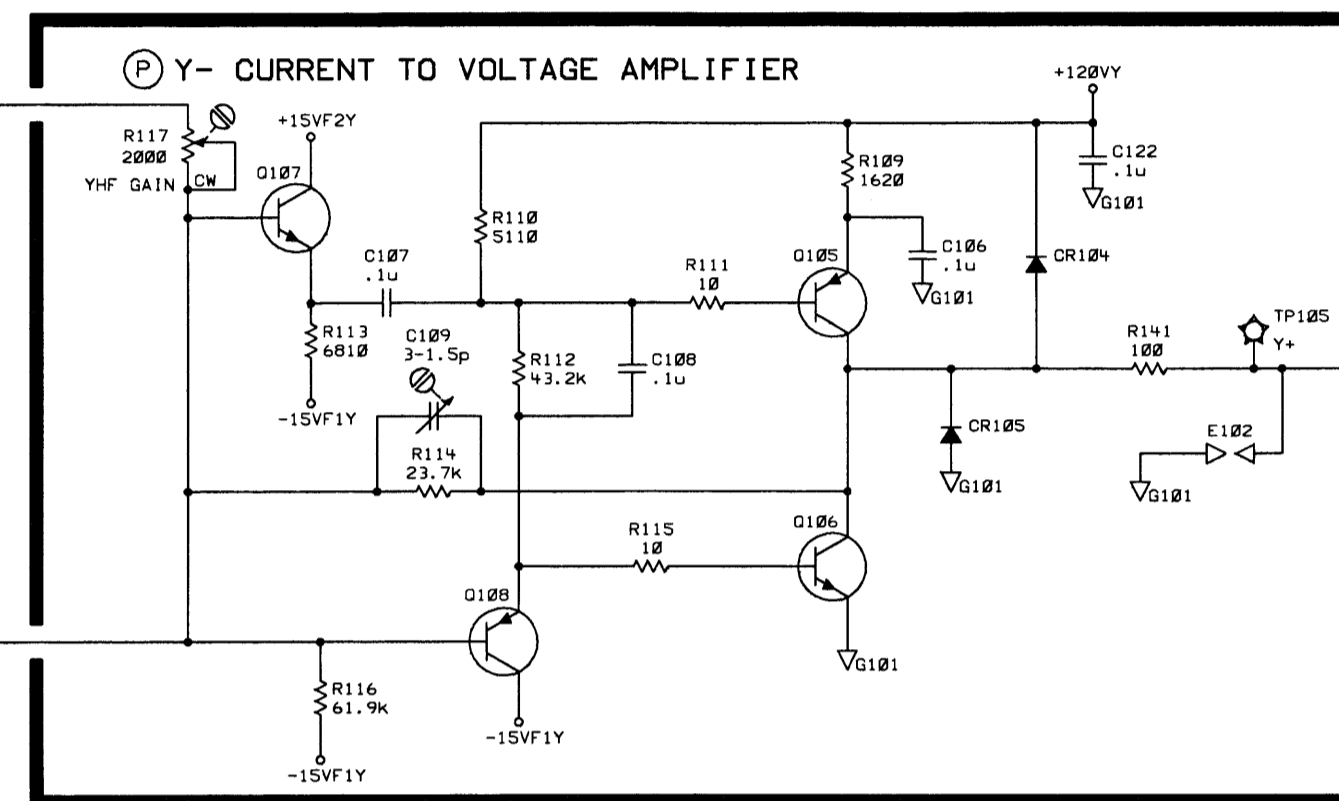 P Y- CURRENT TO VOLTAGE AMPLIFIER
+120VY
R117
2000
YHF GAIN
CW
+15VF2Y
Q107
R110
5110
R109
1620
C122
.1u
G101
C107
.1u
R111
10
Q105
C106
.1u
G101
CR104
R113
6810
-15VF1Y
C109
3-1.5p
R112
43.2k
C108
.1u
R141
100
TP105
Y+
R114
23.7k
CR105
G101
E102
G101
R115
10
Q106
G101
Q108
R116
61.9k
-15VF1Y
-15VF1Y